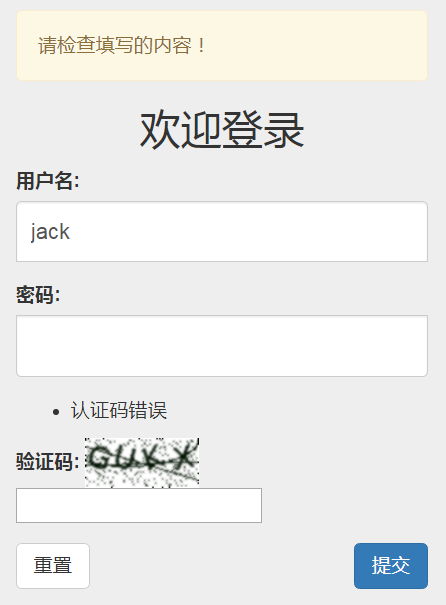 请检查填写的内容！
欢迎登录
用户名:
jack
密码:
• 认证码错误
验证码:
重置
提交